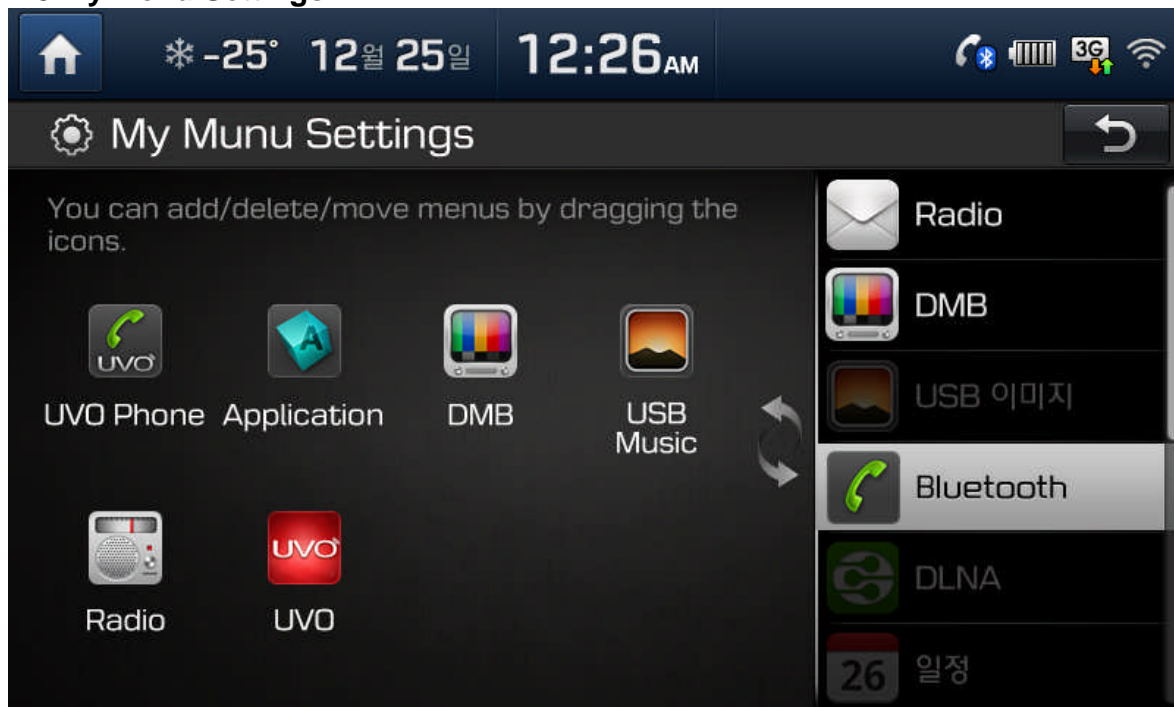 -25° 12월 25일 12:26AM 3G
My Munu Settings
You can add/delete/move menus by dragging the
icons.
UVO
A
UVO Phone Application DMB USB
Music
UVO
Radio UVO
Radio
DMB
USB 이미지
Bluetooth
DLNA
26 일정